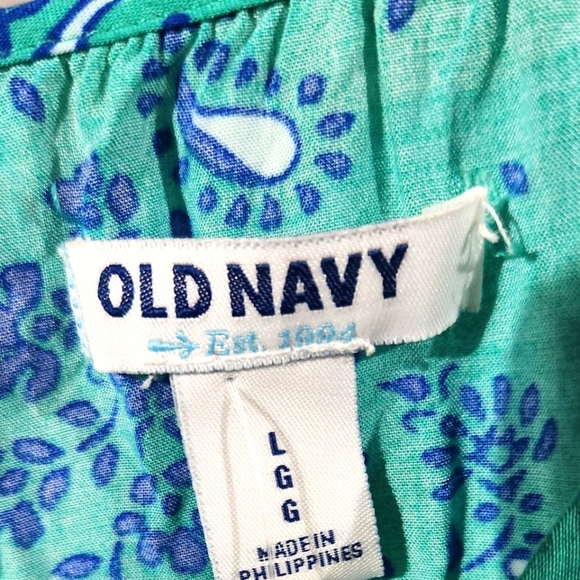 OLD NAVY
Est. 1994
L
G
G
MADE IN
PHILIPPINES